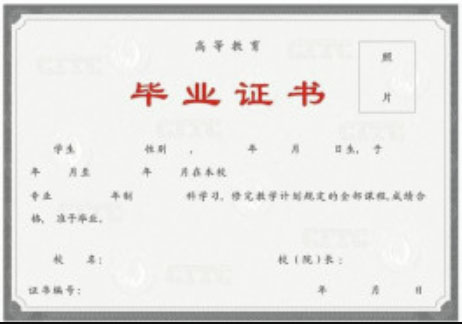 高等教育
照
片
毕业证书
学生 性别 , 年 月 日生, 于
年 月至 年 月在本校
专业 年制 科学习, 修完教学计划规定的全部课程, 成绩合
格, 准予毕业。
校 名: 校(院)长:
证书编号: 年 月 日